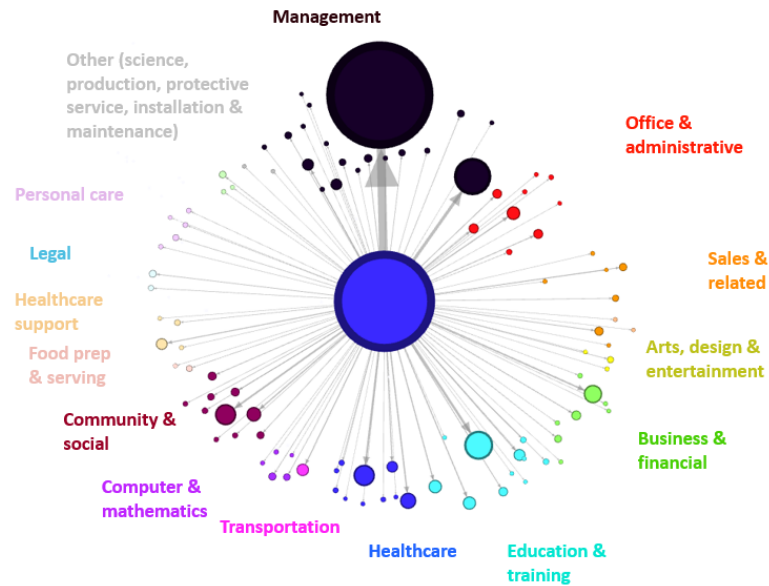 Management
Other (science,
production, protective
service, installation &
maintenance)
Office &
administrative
Personal care
Legal
Sales &
related
Healthcare
support
Food prep
& serving
Arts, design &
entertainment
Community &
social
Business &
financial
Computer &
mathematics
Transportation
Healthcare
Education &
training